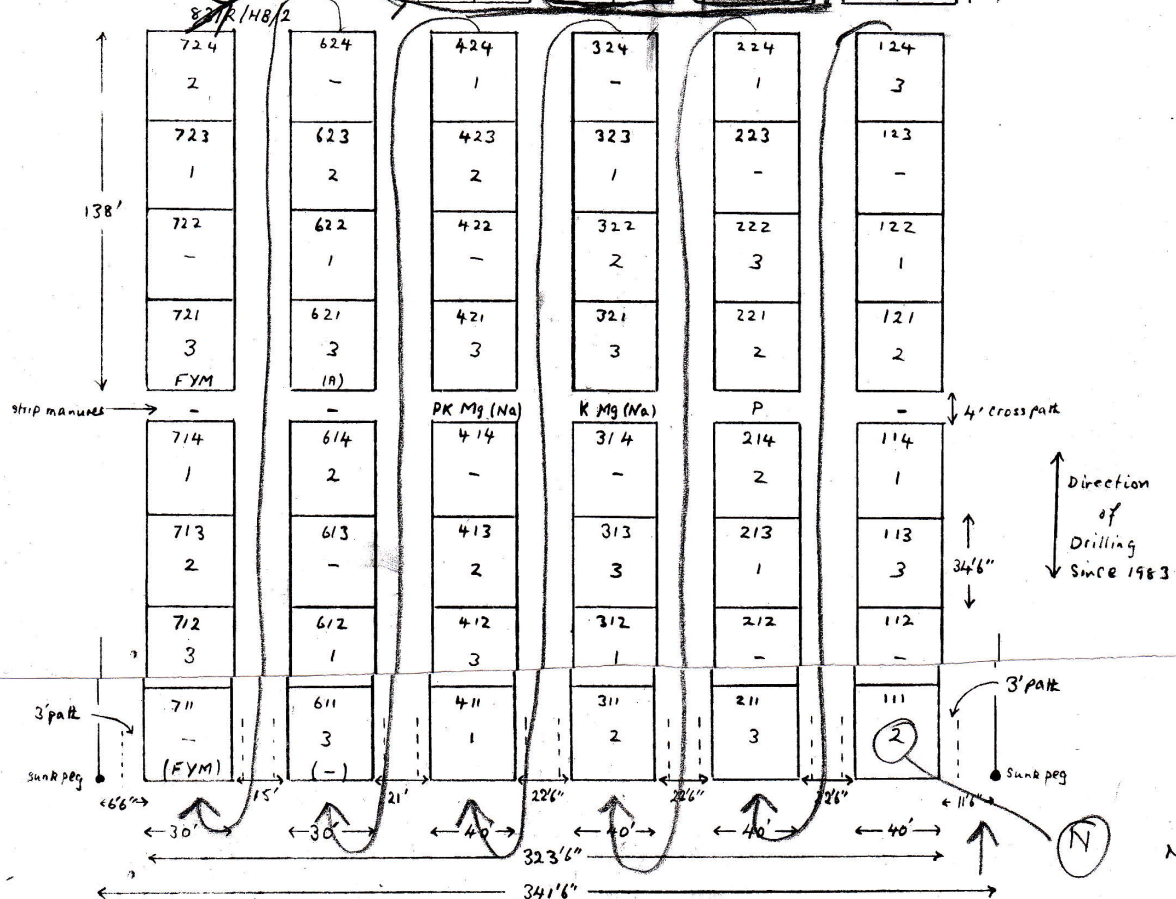 83/R/HB/2
724 624 424 324 224 124
2 - 1 - 1 3
723 623 423 323 223 123
1 2 2 1 - -
138'
722 622 422 322 222 122
- 1 - 2 3 1
721 621 421 321 221 121
3 3 3 3 2 2
FYM (A)
strip manures - - PK Mg (Na) K Mg (Na) P - 4' cross path
714 614 414 314 214 114
1 2 - - 2 1
Direction
of
Drilling
Since 1983
713 613 413 313 213 113
2 - 2 3 1 3
34'6"
712 612 412 312 212 112
3 1 3 1 - -
3' path 3' path
711 611 411 311 211 111
- 3 1 2 3 2
(FYM) (-)
sunk peg sunk peg
6'6" 15' 21' 22'6" 22'6" 22'6" 11'6"
30' 30' 40' 40' 40' 40'
N
323'6"
341'6"